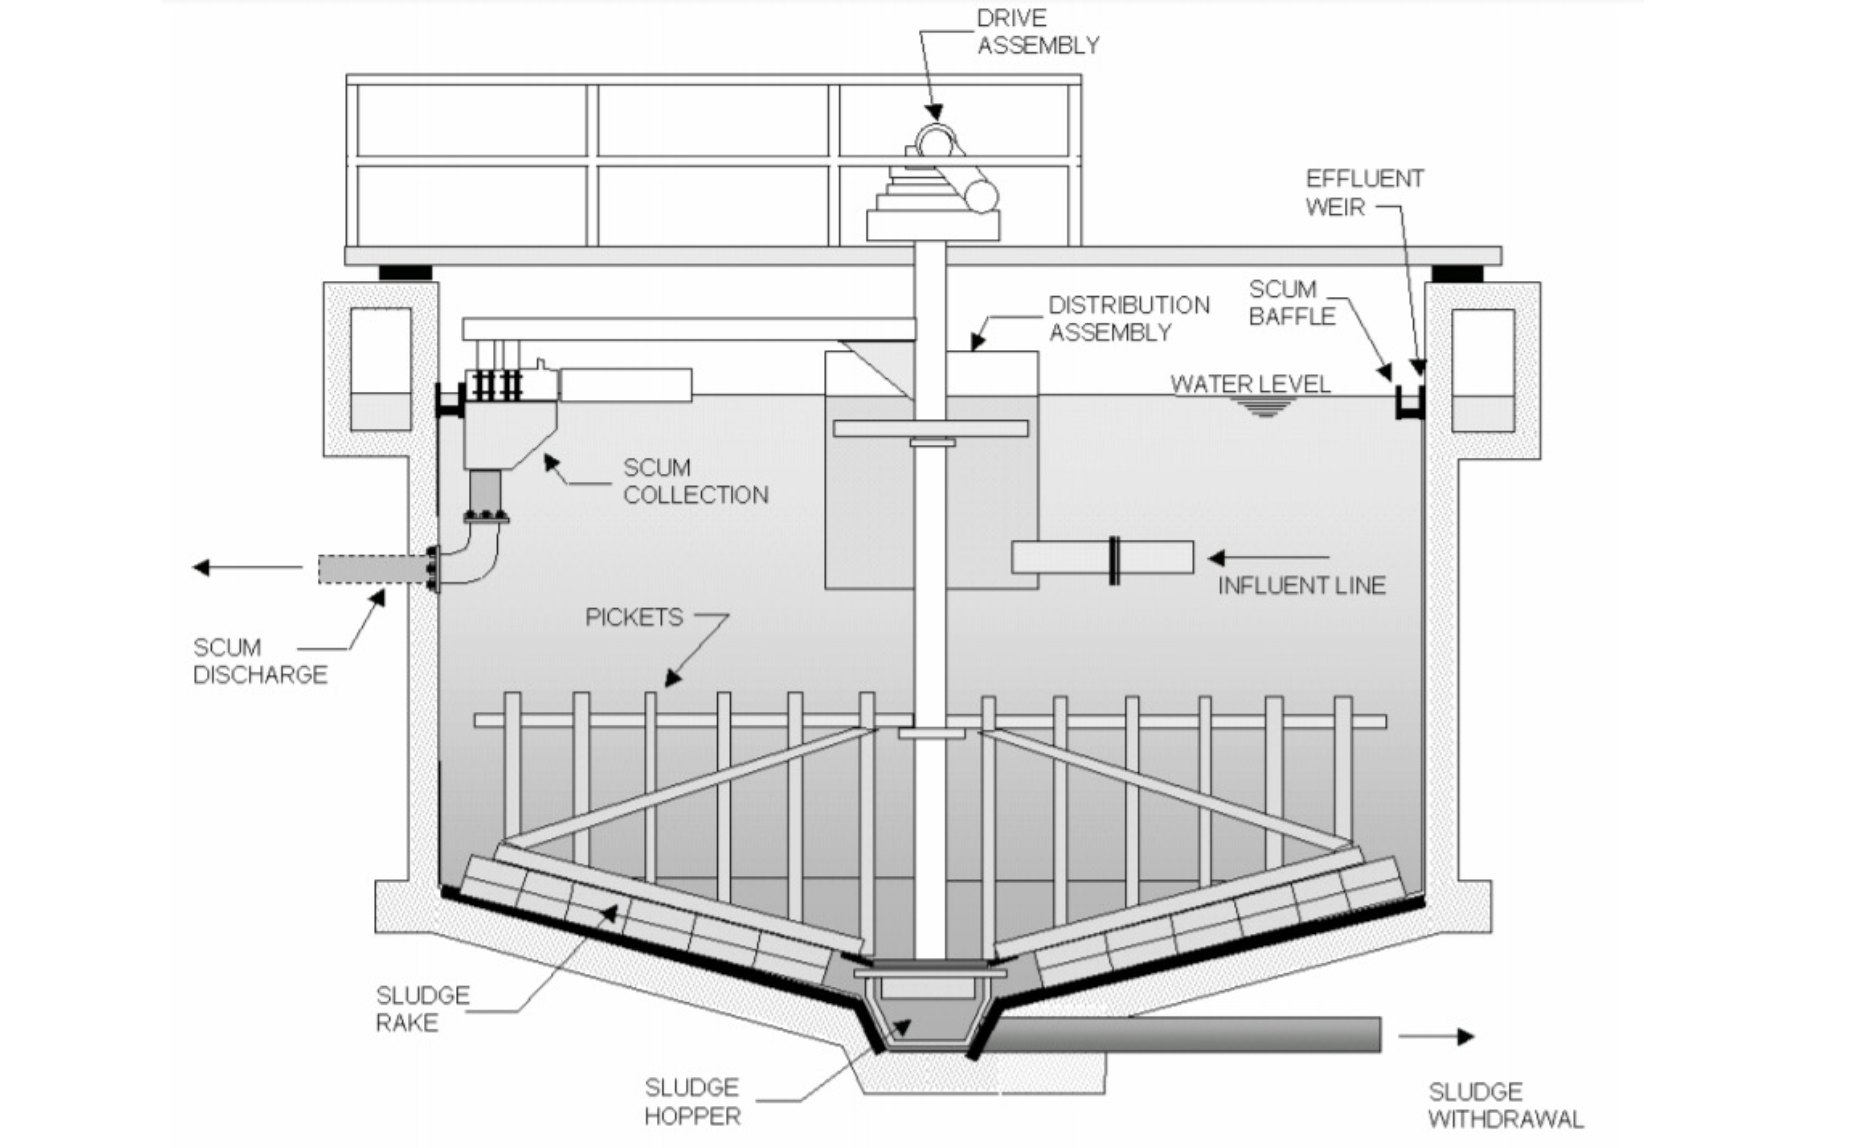 DRIVE
ASSEMBLY
EFFLUENT
WEIR
SCUM
BAFFLE
DISTRIBUTION
ASSEMBLY
WATER LEVEL
SCUM
COLLECTION
INFLUENT LINE
PICKETS
SCUM
DISCHARGE
SLUDGE
RAKE
SLUDGE
HOPPER
SLUDGE
WITHDRAWAL